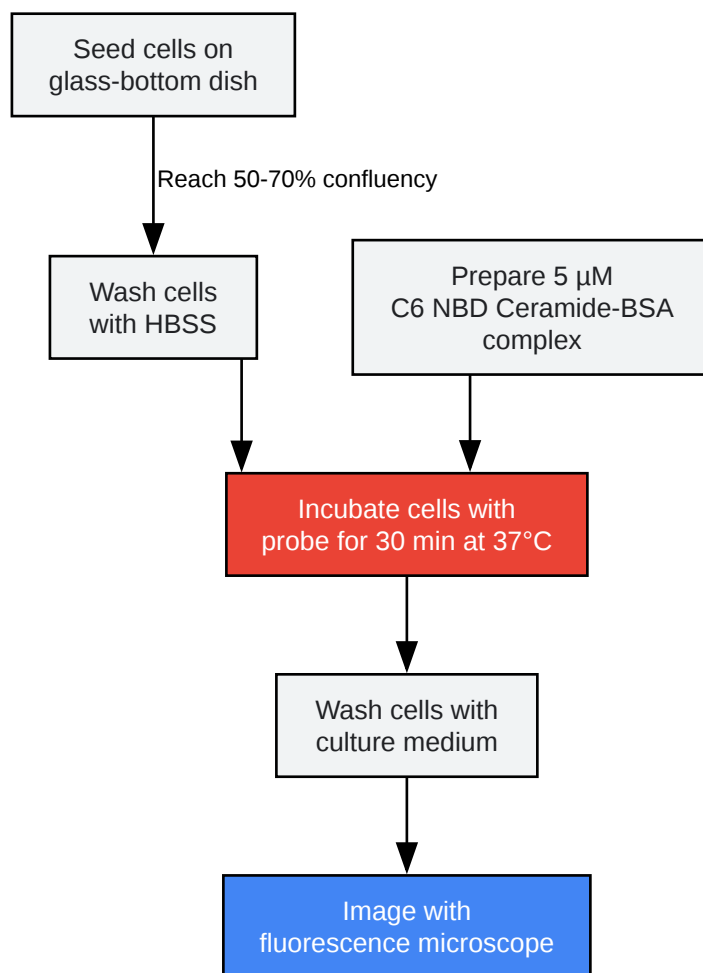 Seed cells on
glass-bottom dish
Reach 50-70% confluency
Wash cells
with HBSS
Prepare 5 µM
C6 NBD Ceramide-BSA
complex
Incubate cells with
probe for 30 min at 37°C
Wash cells with
culture medium
Image with
fluorescence microscope